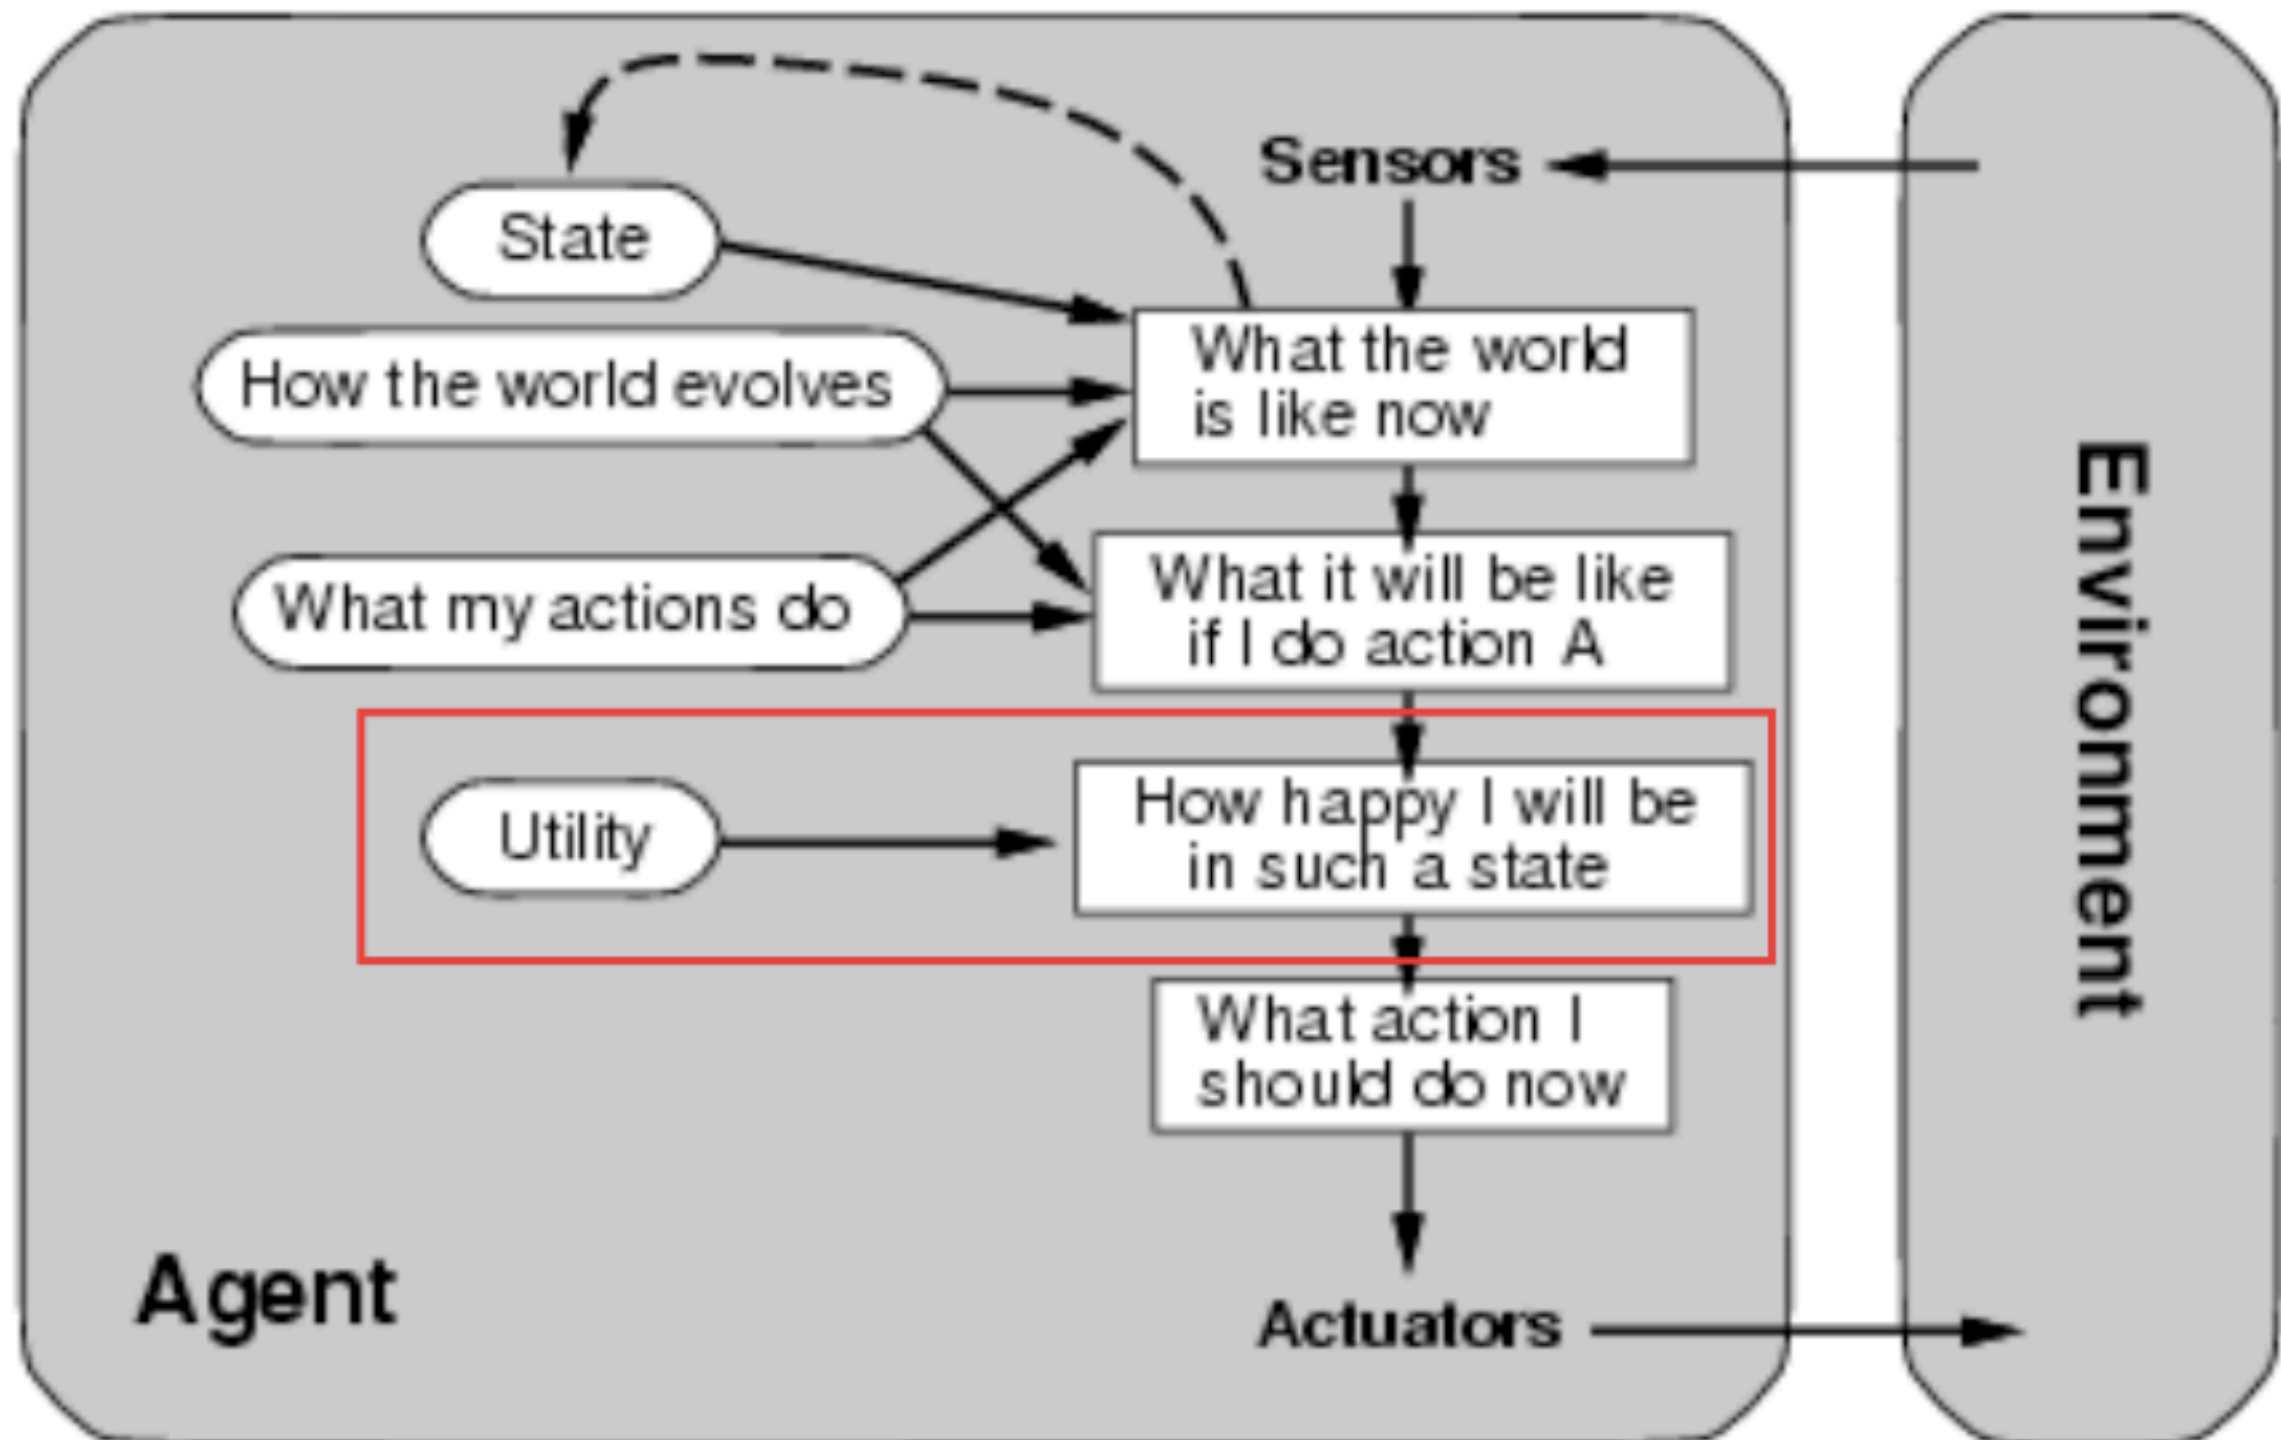 Sensors
State
What the world
is like now
How the world evolves
What it will be like
if I do action A
What my actions do
How happy I will be
in such a state
Utility
What action I
should do now
Agent
Actuators
Environment